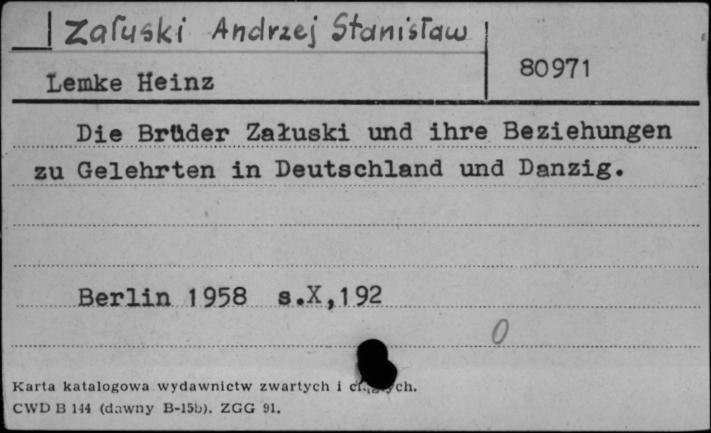 Załuski Andrzej Stanisław
Lemke Heinz
80971
Die Brüder Załuski und ihre Beziehungen
zu Gelehrten in Deutschland und Danzig.
Berlin 1958 s.X,192
0
Karta katalogowa wydawnictw zwartych i
CWD B 144 (dawny B-15b). ZGG 91.